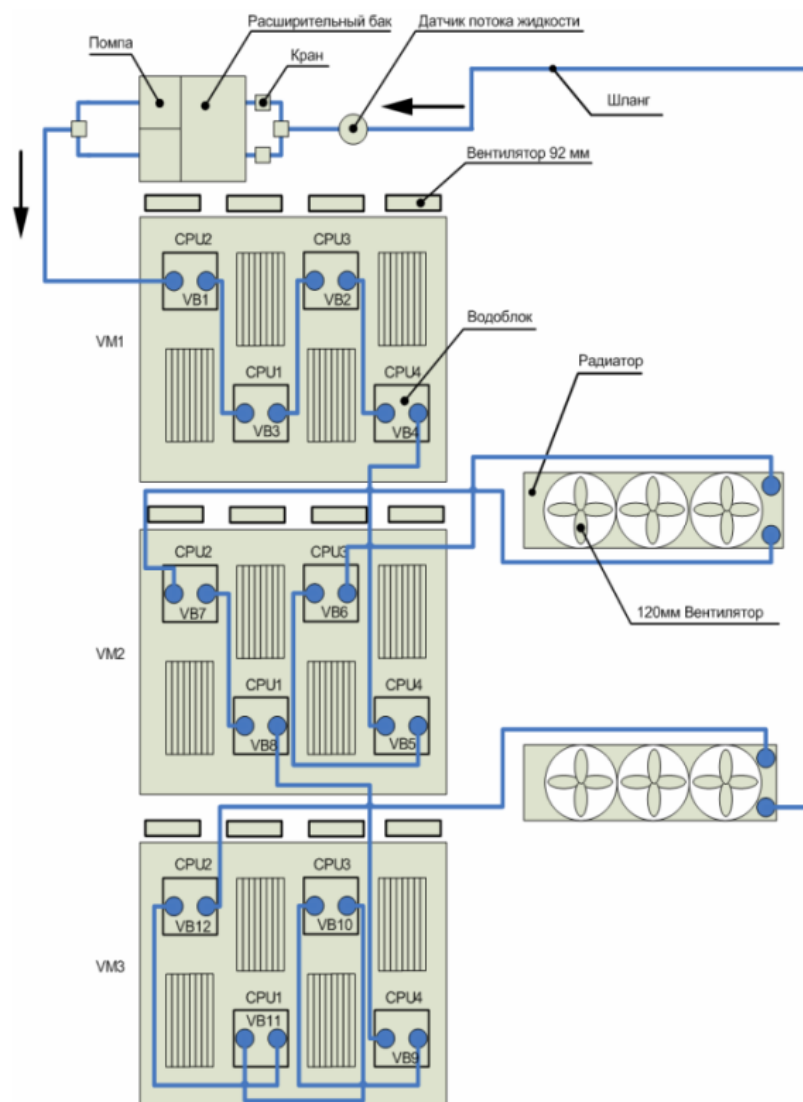 Расширительный бак
Датчик потока жидкости
Помпа
Кран
Шланг
Вентилятор 92 мм
CPU2
CPU3
VB1
VB2
Водоблок
VM1
CPU1
CPU4
Радиатор
VB3
VB4
CPU2
CPU3
VB7
VB6
120мм Вентилятор
VM2
CPU1
CPU4
VB8
VB5
CPU2
CPU3
VB12
VB10
VM3
CPU1
CPU4
VB11
VB9